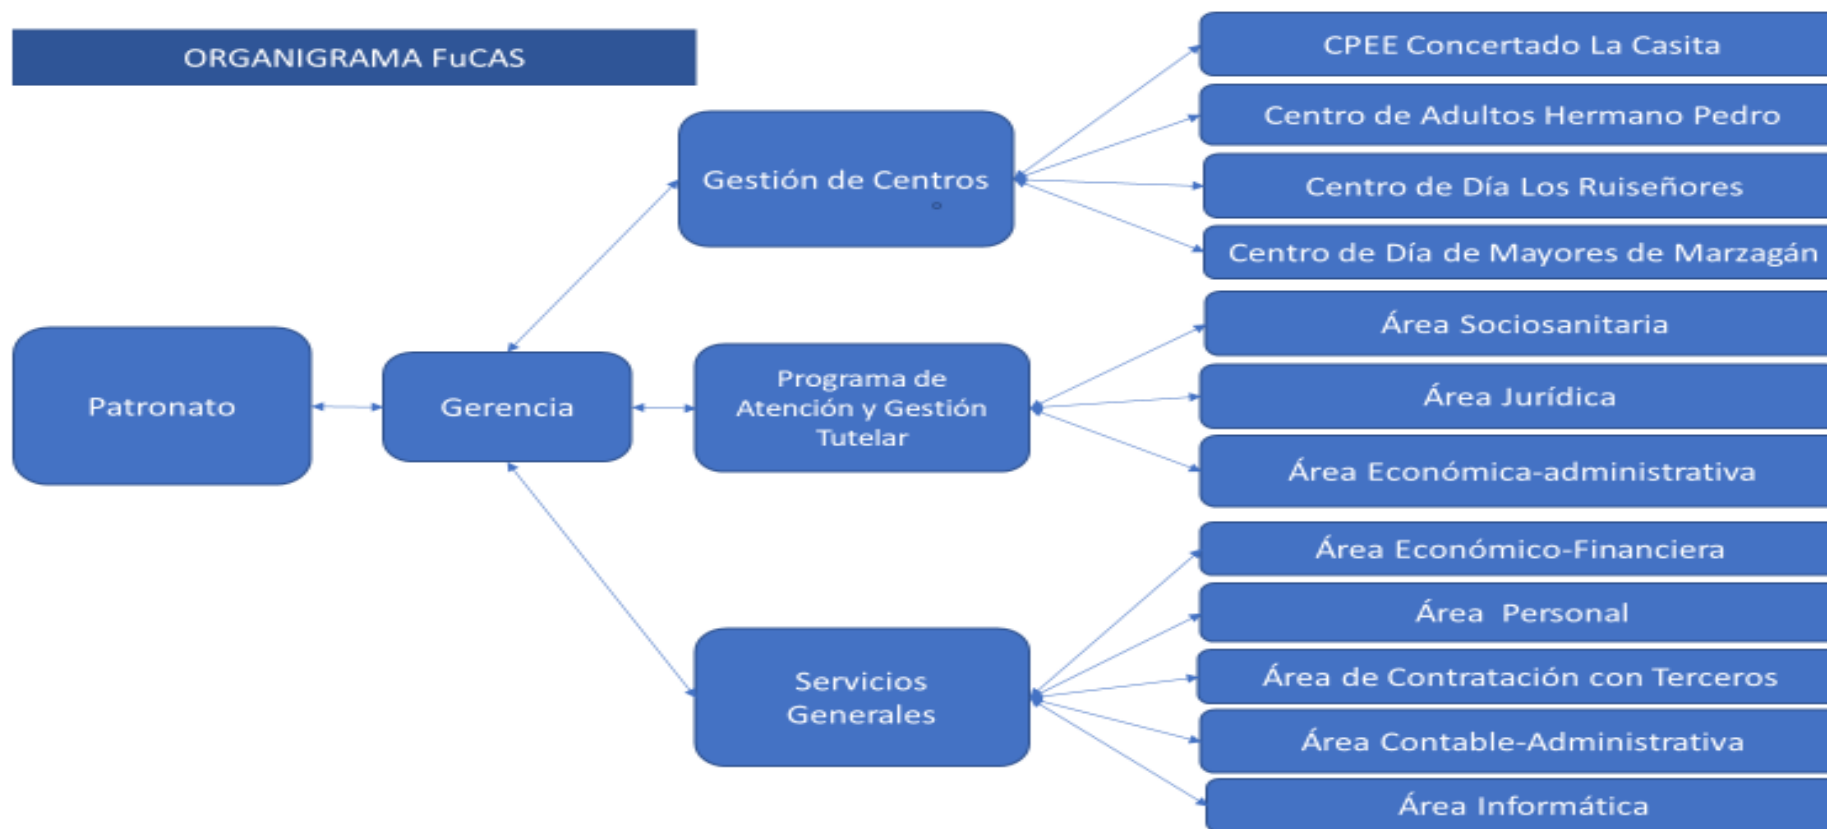 ORGANIGRAMA FuCAS
Patronato
Gerencia
Gestión de Centros
CPEE Concertado La Casita
Centro de Adultos Hermano Pedro
Centro de Día Los Ruiseñores
Centro de Día de Mayores de Marzagán
Programa de
Atención y Gestión
Tutelar
Área Sociosanitaria
Área Jurídica
Área Económica-administrativa
Servicios
Generales
Área Económico-Financiera
Área  Personal
Área de Contratación con Terceros
Área Contable-Administrativa
Área Informática